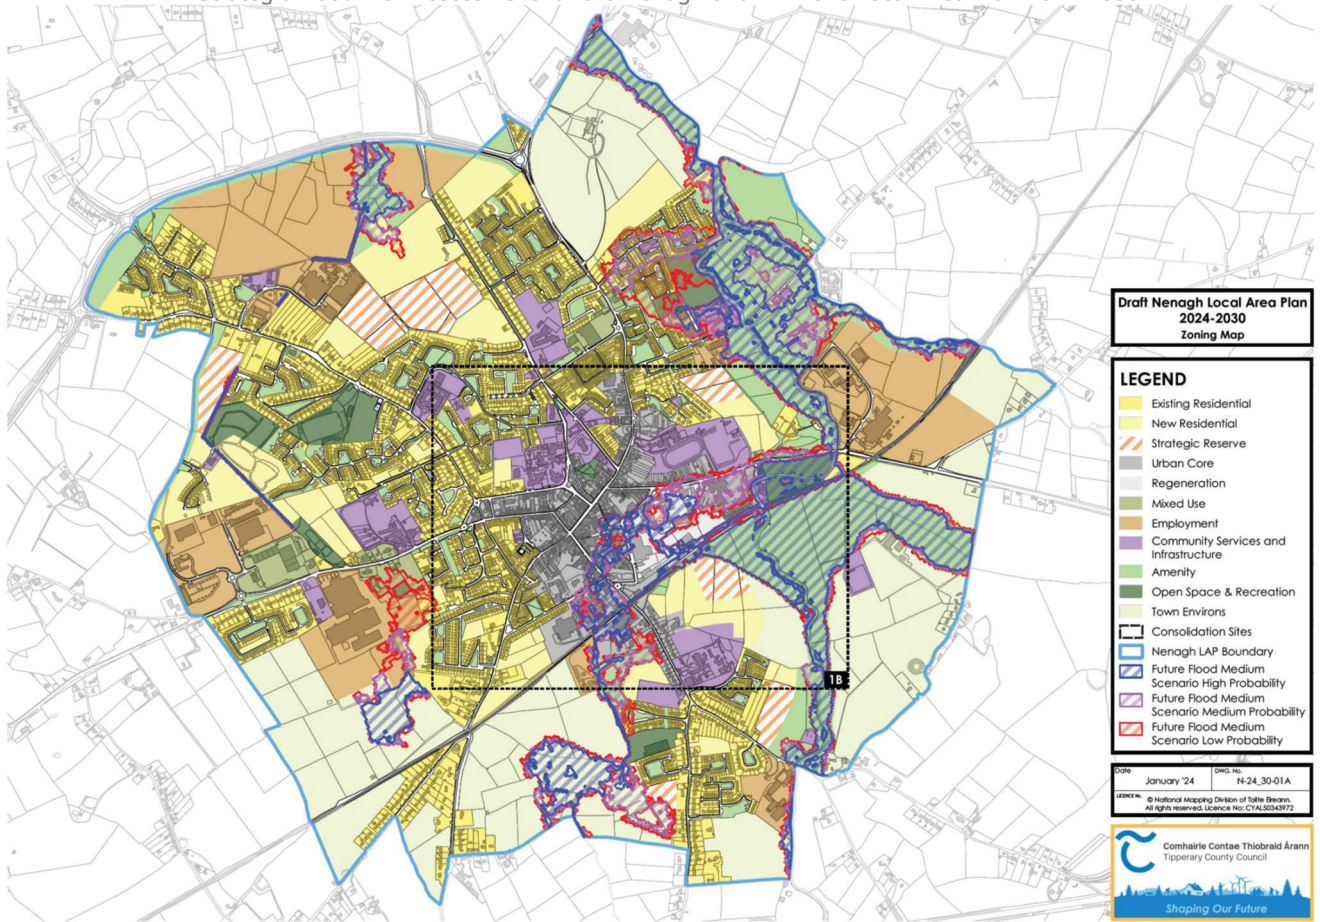 Draft Nenagh Local Area Plan
2024-2030
Zoning Map
LEGEND
Existing Residential
New Residential
Strategic Reserve
Urban Core
Regeneration
Mixed Use
Employment
Community Services and
Infrastructure
Amenity
Open Space & Recreation
Town Environs
Consolidation Sites
Nenagh LAP Boundary
Future Flood Medium
Scenario High Probability
Future Flood Medium
Scenario Medium Probability
Future Flood Medium
Scenario Low Probability
1B
Date
January '24
DWG. No.
N-24_30-01A
LICENCE No.
© National Mapping Division of Tailte Éireann.
All rights reserved. Licence No: CYAL50343972
Comhairle Contae Thiobraid Árann
Tipperary County Council
Shaping Our Future